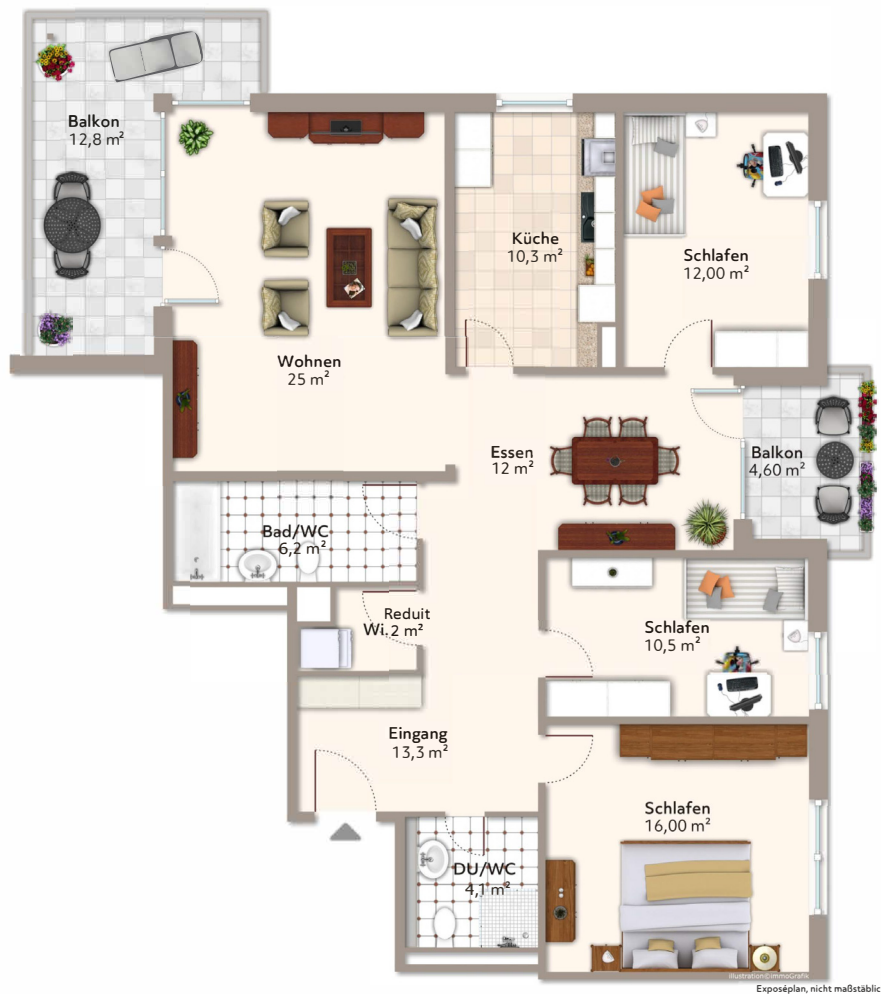 Balkon
12,8 m²
Küche
10,3 m²
Schlafen
12,00 m²
Wohnen
25 m²
Essen
12 m²
Balkon
4,60 m²
Bad/WC
6,2 m²
Reduit
Wi.2 m²
Schlafen
10,5 m²
Eingang
13,3 m²
Schlafen
16,00 m²
DU/WC
4,1 m²
Illustration©immoGrafik
Exposéplan, nicht maßstäblic